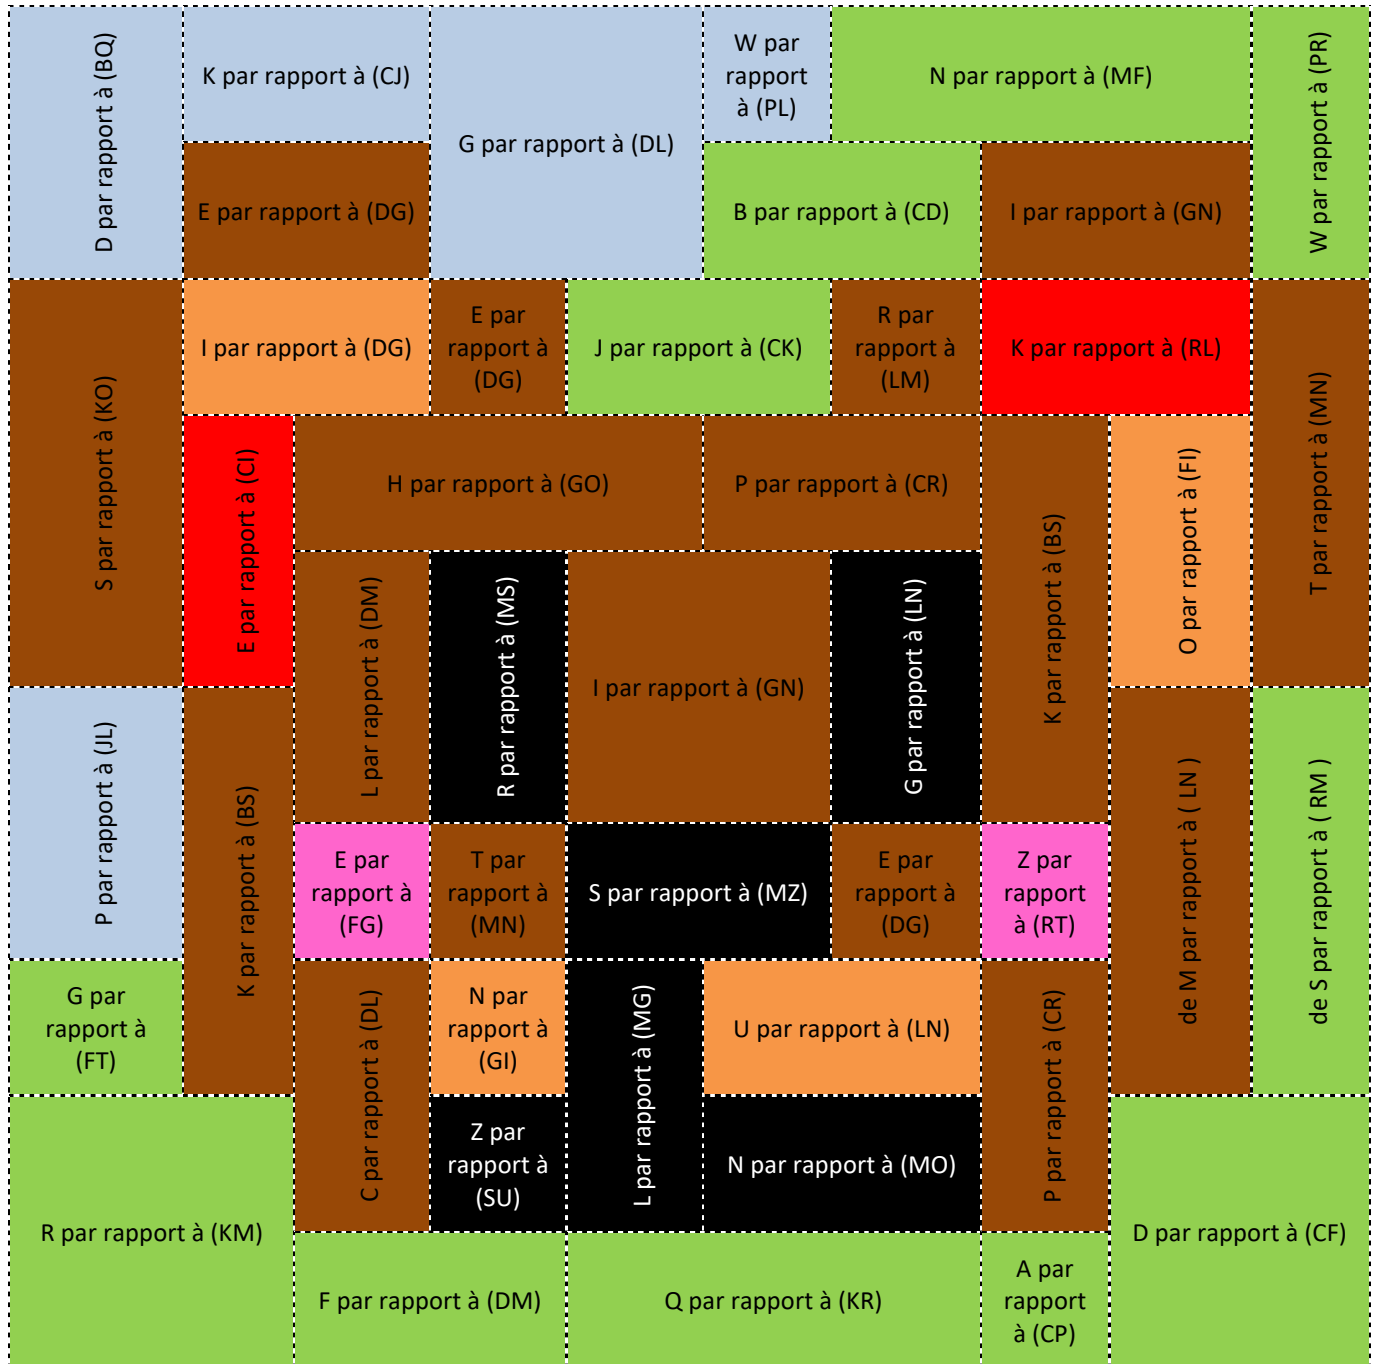 D par rapport à (BQ)
K par rapport à (CJ)
G par rapport à (DL)
W par
rapport
à (PL)
N par rapport à (MF)
W par rapport à (PR)
E par rapport à (DG)
B par rapport à (CD)
I par rapport à (GN)
S par rapport à (KO)
I par rapport à (DG)
E par
rapport à
(DG)
J par rapport à (CK)
R par
rapport à
(LM)
K par rapport à (RL)
T par rapport à (MN)
E par rapport à (CI)
H par rapport à (GO)
P par rapport à (CR)
K par rapport à (BS)
O par rapport à (FI)
L par rapport à (DM)
R par rapport à (MS)
I par rapport à (GN)
G par rapport à (LN)
P par rapport à (JL)
K par rapport à (BS)
de M par rapport à ( LN )
de S par rapport à ( RM )
E par
rapport à
(FG)
T par
rapport à
(MN)
S par rapport à (MZ)
E par
rapport à
(DG)
Z par
rapport
à (RT)
G par
rapport à
(FT)
C par rapport à (DL)
N par
rapport à
(GI)
L par rapport à (MG)
U par rapport à (LN)
P par rapport à (CR)
R par rapport à (KM)
Z par
rapport à
(SU)
N par rapport à (MO)
D par rapport à (CF)
F par rapport à (DM)
Q par rapport à (KR)
A par
rapport
à (CP)